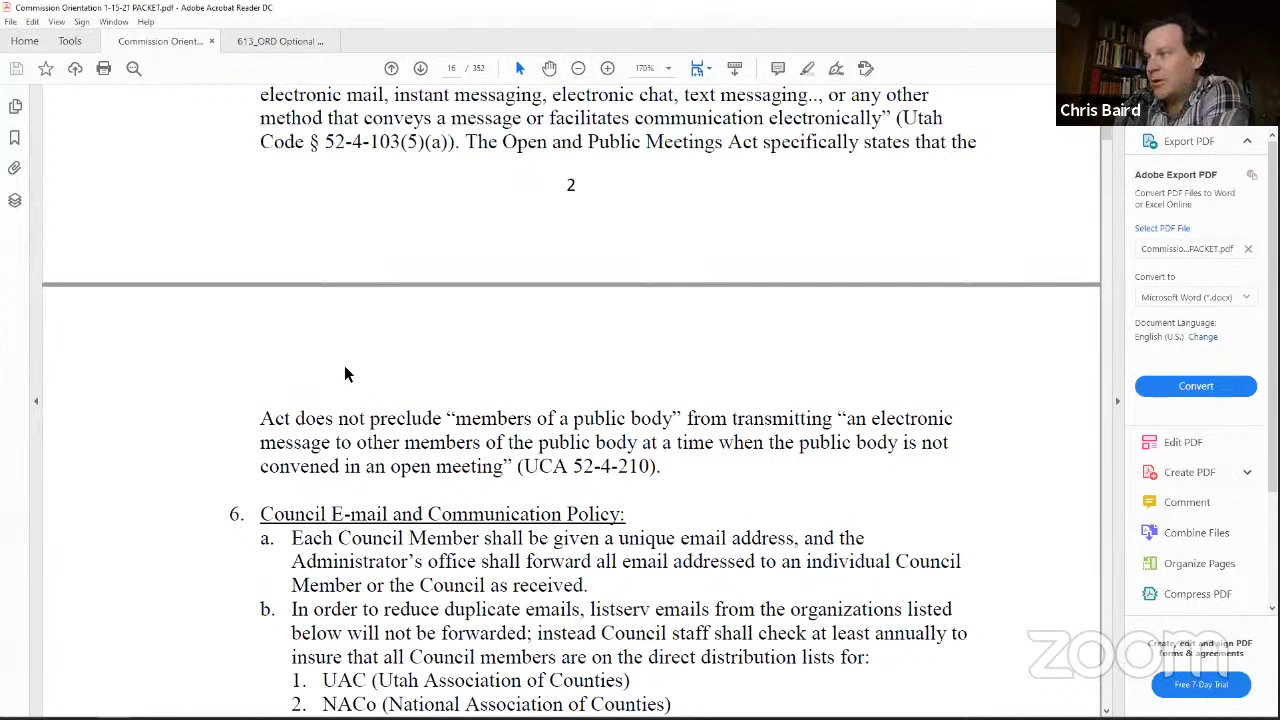 Commission Orientation 1-15-21 PACKET.pdf - Adobe Acrobat Reader DC
File Edit View Sign Window Help
Home Tools Commission Orient... × 613_ORD Optional ...
16 / 352 170%
electronic mail, instant messaging, electronic chat, text messaging.., or any other
method that conveys a message or facilitates communication electronically” (Utah
Code § 52-4-103(5)(a)). The Open and Public Meetings Act specifically states that the
2
Act does not preclude “members of a public body” from transmitting “an electronic
message to other members of the public body at a time when the public body is not
convened in an open meeting” (UCA 52-4-210).
6. Council E-mail and Communication Policy:
a. Each Council Member shall be given a unique email address, and the
Administrator’s office shall forward all email addressed to an individual Council
Member or the Council as received.
b. In order to reduce duplicate emails, listserv emails from the organizations listed
below will not be forwarded; instead Council staff shall check at least annually to
insure that all Council members are on the direct distribution lists for:
1. UAC (Utah Association of Counties)
2. NACo (National Association of Counties)
Chris Baird
Export PDF
Adobe Export PDF
Convert PDF Files to Word
or Excel Online
Select PDF File
Commissio...PACKET.pdf ×
Convert to
Microsoft Word (*.docx)
Document Language:
English (U.S.) Change
Convert
Edit PDF
Create PDF
Comment
Combine Files
Organize Pages
Compress PDF
Create, edit and sign PDF
forms & agreements
Free 7-Day Trial
zoom